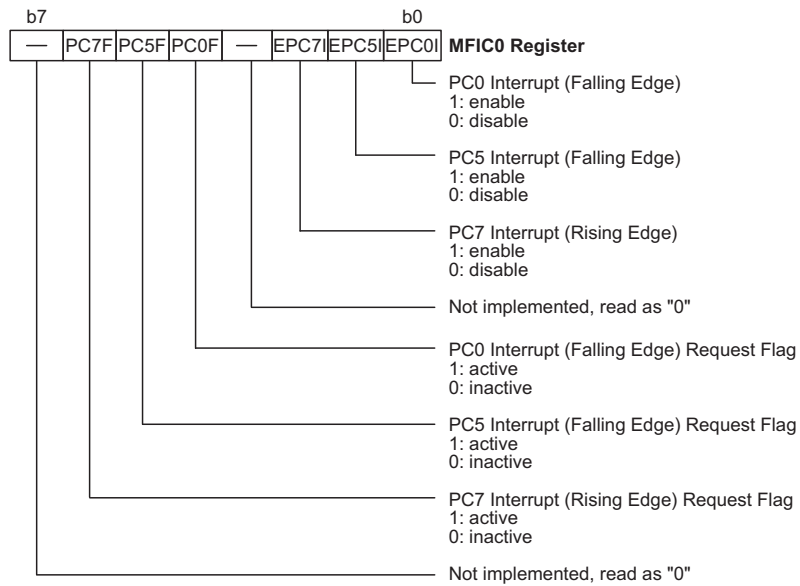 b7 b0
— PC7F PC5F PC0F — EPC7I EPC5I EPC0I MFIC0 Register
PC0 Interrupt (Falling Edge)
1: enable
0: disable
PC5 Interrupt (Falling Edge)
1: enable
0: disable
PC7 Interrupt (Rising Edge)
1: enable
0: disable
Not implemented, read as "0"
PC0 Interrupt (Falling Edge) Request Flag
1: active
0: inactive
PC5 Interrupt (Falling Edge) Request Flag
1: active
0: inactive
PC7 Interrupt (Rising Edge) Request Flag
1: active
0: inactive
Not implemented, read as "0"